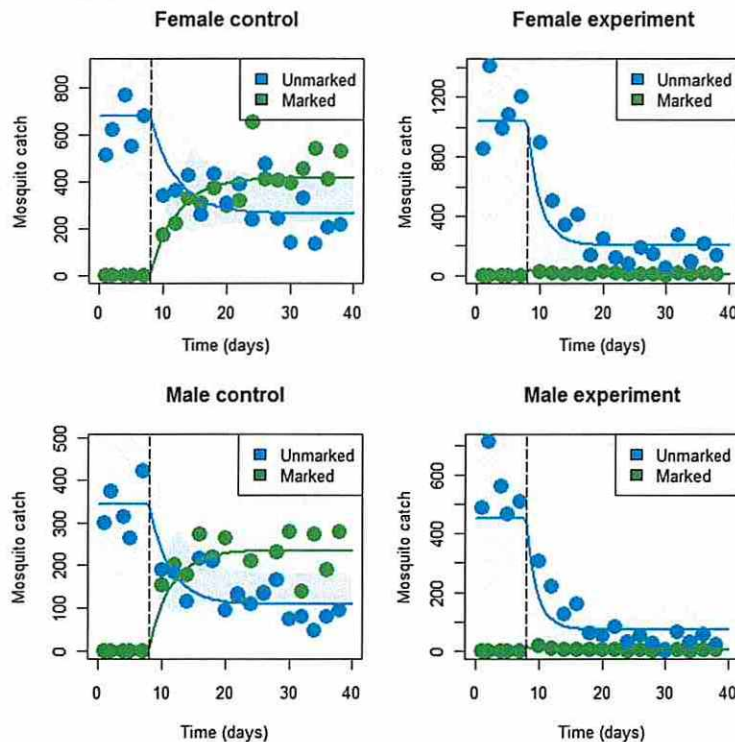 Female control
Mosquito catch
800
600
400
200
0
Unmarked
Marked
0 10 20 30 40
Time (days)
Female experiment
Mosquito catch
1200
800
400
0
Unmarked
Marked
0 10 20 30 40
Time (days)
Male control
Mosquito catch
500
400
300
200
100
0
Unmarked
Marked
0 10 20 30 40
Time (days)
Male experiment
Mosquito catch
600
400
200
0
Unmarked
Marked
0 10 20 30 40
Time (days)